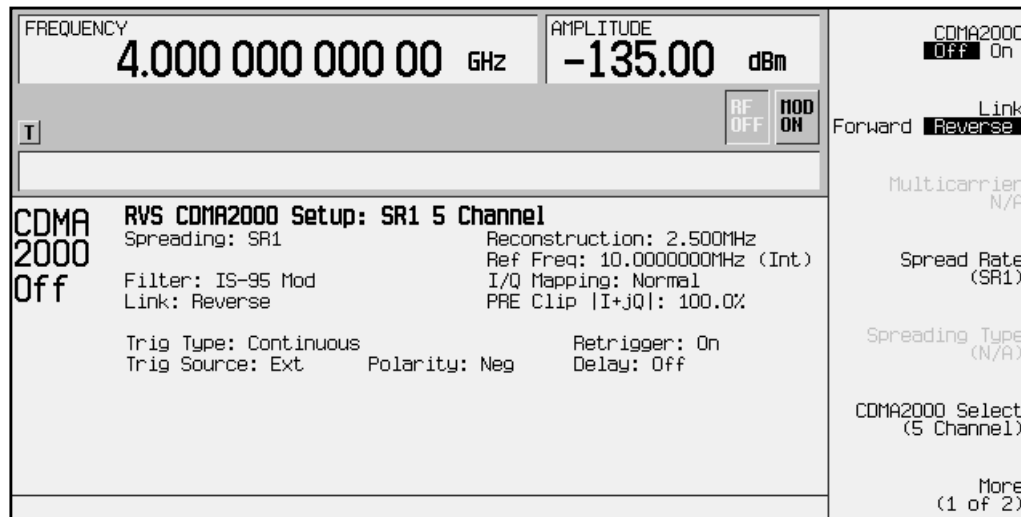 FREQUENCY
4.000 000 000 00 GHz
AMPLITUDE
-135.00 dBm
RF
OFF
MOD
ON
T
CDMA
2000
Off
RVS CDMA2000 Setup: SR1 5 Channel
Spreading: SR1
Reconstruction: 2.500MHz
Ref Freq: 10.0000000MHz (Int)
Filter: IS-95 Mod
I/Q Mapping: Normal
Link: Reverse
PRE Clip |I+jQ|: 100.0%
Trig Type: Continuous
Retrigger: On
Trig Source: Ext
Polarity: Neg
Delay: Off
CDMA2000
Off On
Link
Forward Reverse
Multicarrier
N/A
Spread Rate
(SR1)
Spreading Type
(N/A)
CDMA2000 Select
(5 Channel)
More
(1 of 2)